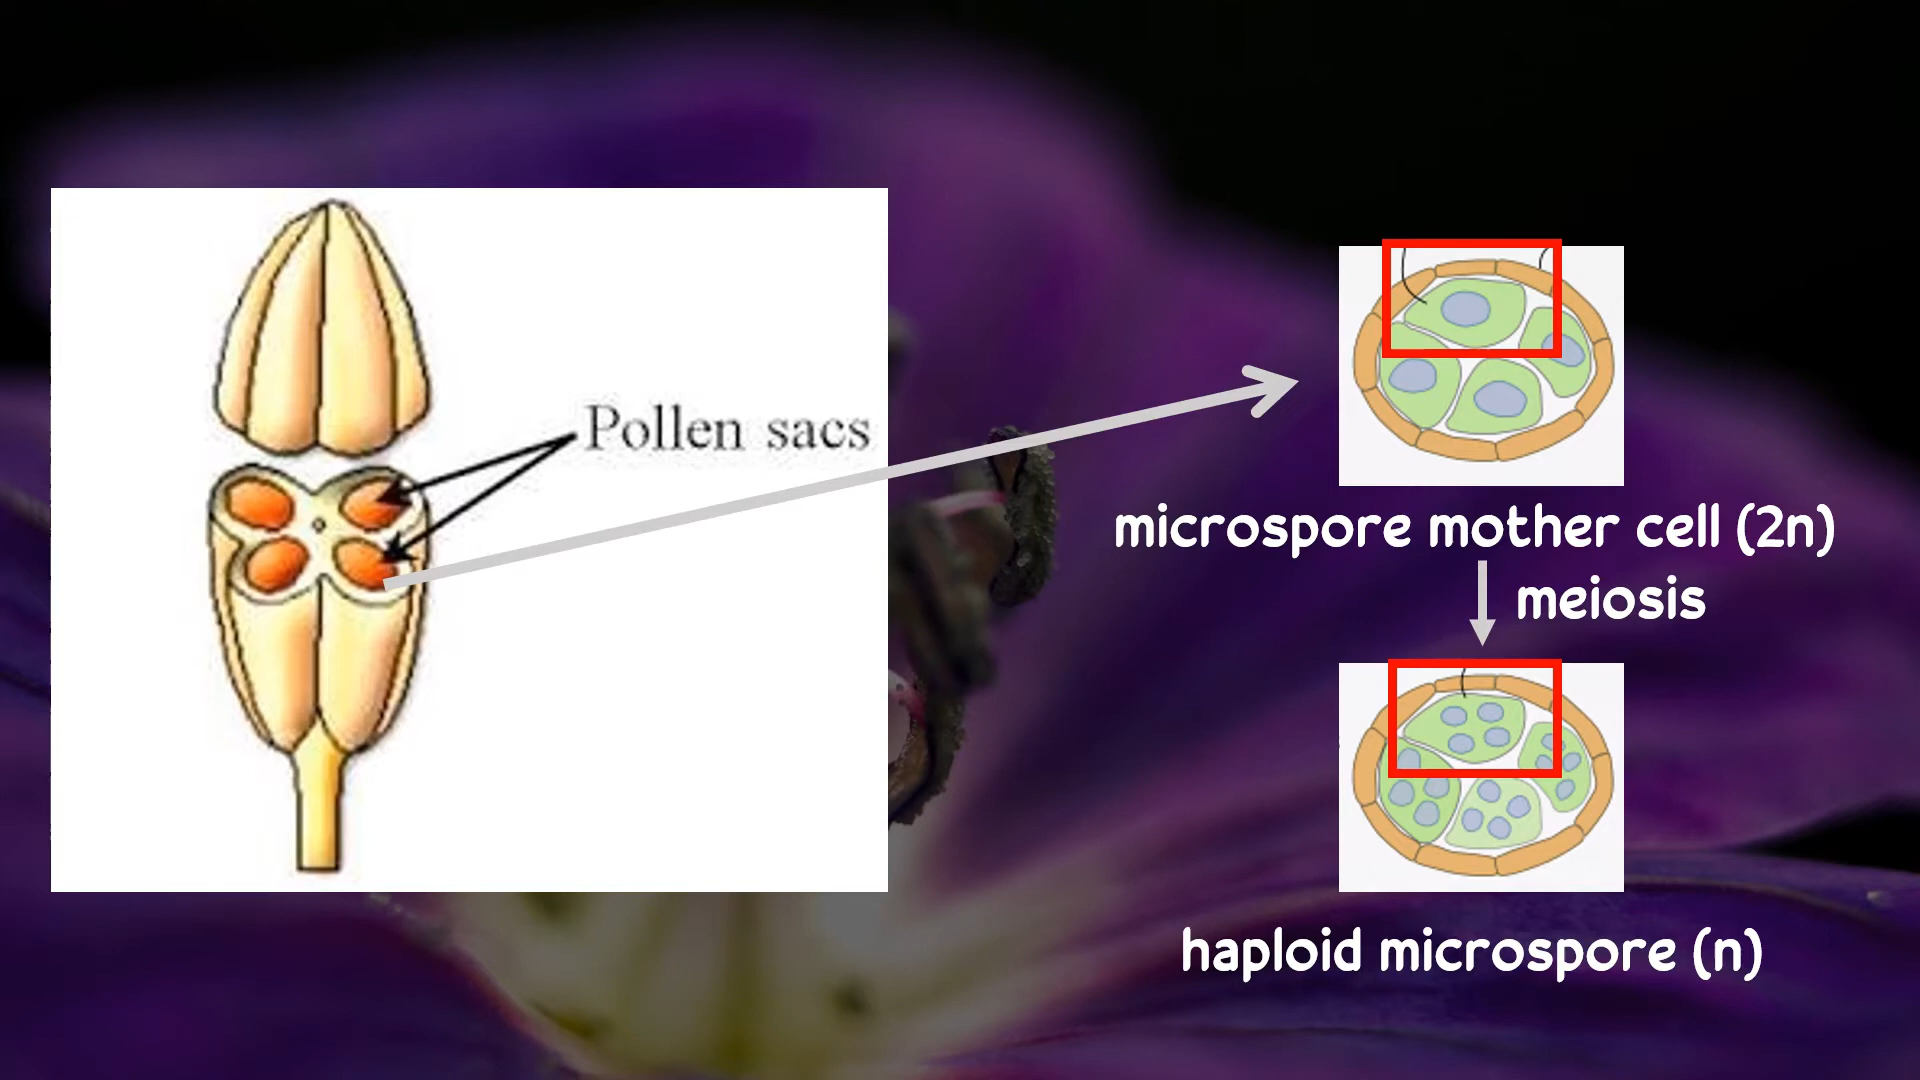 Pollen sacs
microspore mother cell (2n)
meiosis
haploid microspore (n)